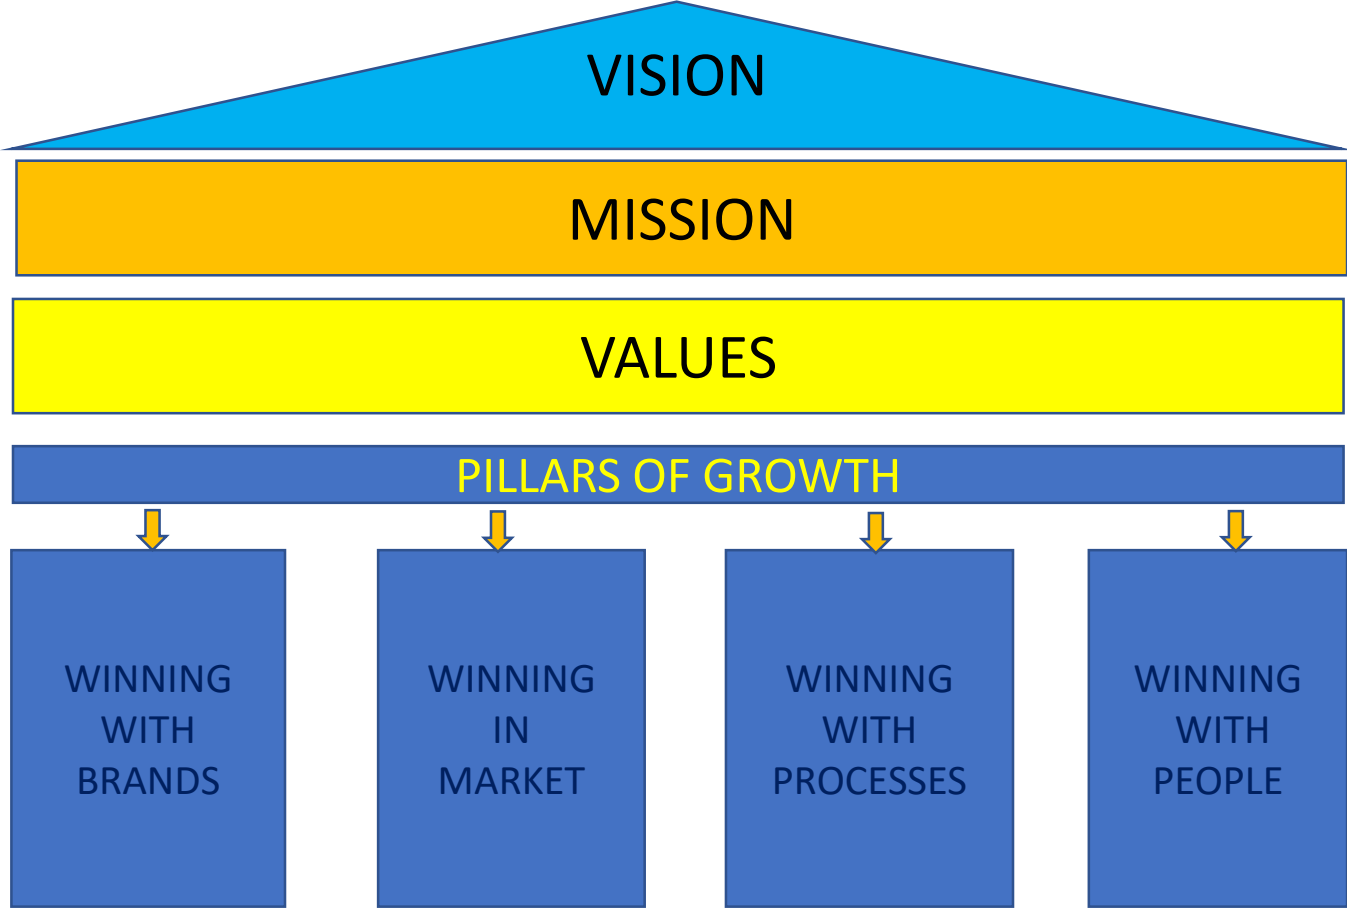 VISION
MISSION
VALUES
PILLARS OF GROWTH
WINNING
WITH
BRANDS
WINNING
IN
MARKET
WINNING
WITH
PROCESSES
WINNING
WITH
PEOPLE